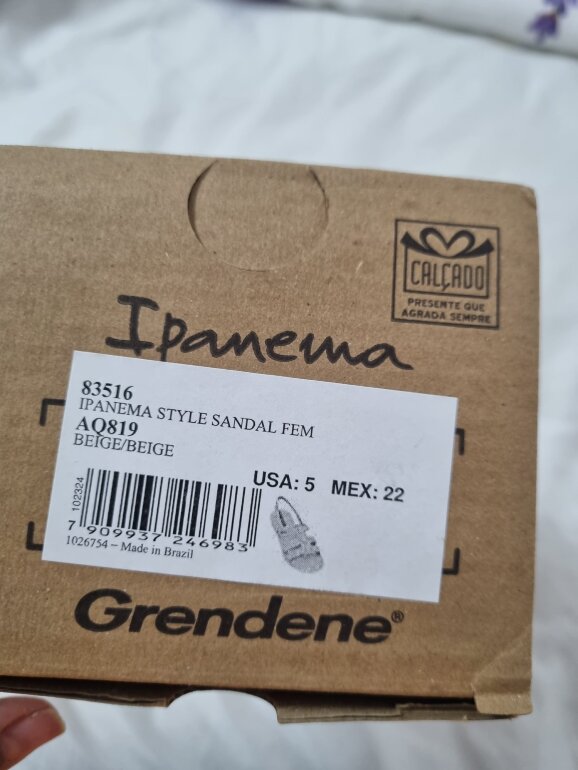 CALÇADO
PRESENTE QUE
AGRADA SEMPRE
Ipanema
83516
IPANEMA STYLE SANDAL FEM
AQ819
BEIGE/BEIGE
USA: 5 MEX: 22
102324
7 909937 246983
1026754 – Made in Brazil
Grendene®